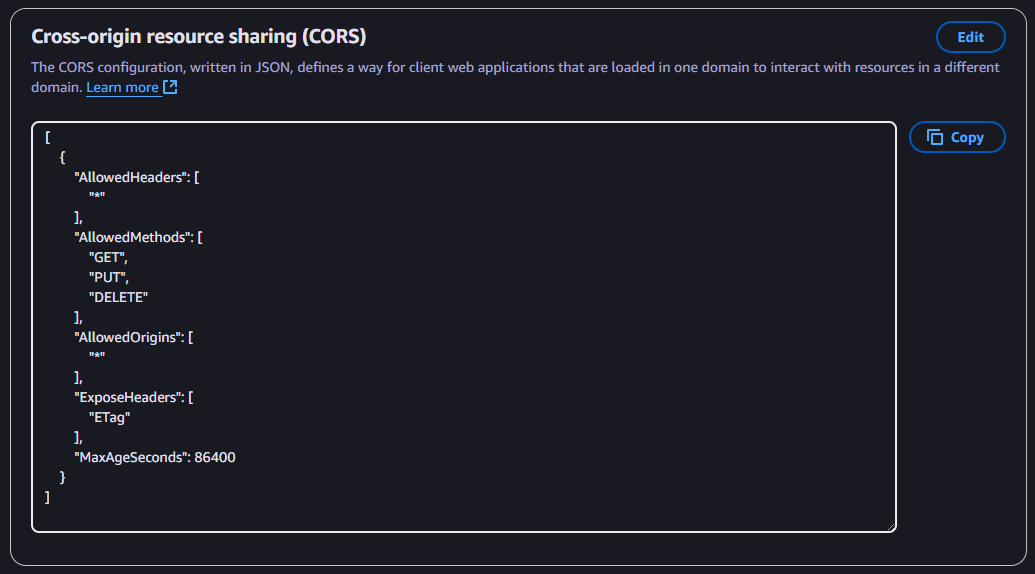 Cross-origin resource sharing (CORS)
Edit
The CORS configuration, written in JSON, defines a way for client web applications that are loaded in one domain to interact with resources in a different
domain. Learn more
Copy
[
  {
    "AllowedHeaders": [
      "*"
    ],
    "AllowedMethods": [
      "GET",
      "PUT",
      "DELETE"
    ],
    "AllowedOrigins": [
      "*"
    ],
    "ExposeHeaders": [
      "ETag"
    ],
    "MaxAgeSeconds": 86400
  }
]